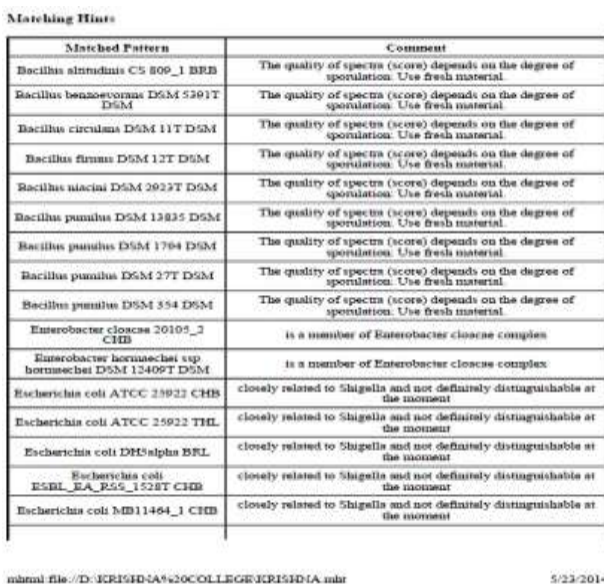 Matching Hints
Matched Pattern Comment
Bacillus altitudinis CS 809_1 BRB The quality of spectra (score) depends on the degree of
sporulation: Use fresh material.
Bacillus benzoevorans DSM 5391T The quality of spectra (score) depends on the degree of
DSM sporulation: Use fresh material.
Bacillus circulans DSM 11T DSM The quality of spectra (score) depends on the degree of
sporulation: Use fresh material.
Bacillus firmus DSM 12T DSM The quality of spectra (score) depends on the degree of
sporulation: Use fresh material.
Bacillus niacini DSM 2923T DSM The quality of spectra (score) depends on the degree of
sporulation: Use fresh material.
Bacillus pumilus DSM 13835 DSM The quality of spectra (score) depends on the degree of
sporulation: Use fresh material.
Bacillus pumilus DSM 1794 DSM The quality of spectra (score) depends on the degree of
sporulation: Use fresh material.
Bacillus pumilus DSM 27T DSM The quality of spectra (score) depends on the degree of
sporulation: Use fresh material.
Bacillus pumilus DSM 354 DSM The quality of spectra (score) depends on the degree of
sporulation: Use fresh material.
Enterobacter cloacae 20105_2
CHB is a member of Enterobacter cloacae complex
Enterobacter hormaechei ssp
hormaechei DSM 12409T DSM is a member of Enterobacter cloacae complex
Escherichia coli ATCC 25922 CHB closely related to Shigella and not definitely distinguishable at
the moment
Escherichia coli ATCC 25922 THL closely related to Shigella and not definitely distinguishable at
the moment
Escherichia coli DH5alpha BRL closely related to Shigella and not definitely distinguishable at
the moment
Escherichia coli closely related to Shigella and not definitely distinguishable at
ESBL_EA_RSS_1528T CHB the moment
Escherichia coli MB11464_1 CHB closely related to Shigella and not definitely distinguishable at
the moment
mhtml:file://D:\KRISHNA%20COLLEGE\KRISHNA.mht 5/23/2014